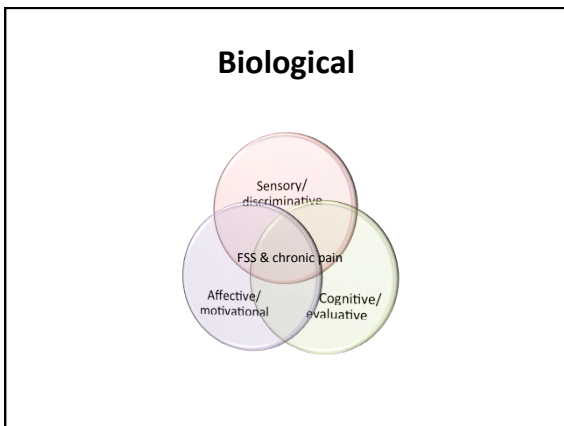 Biological
Sensory/
discriminative
FSS & chronic pain
Affective/
motivational
Cognitive/
evaluative